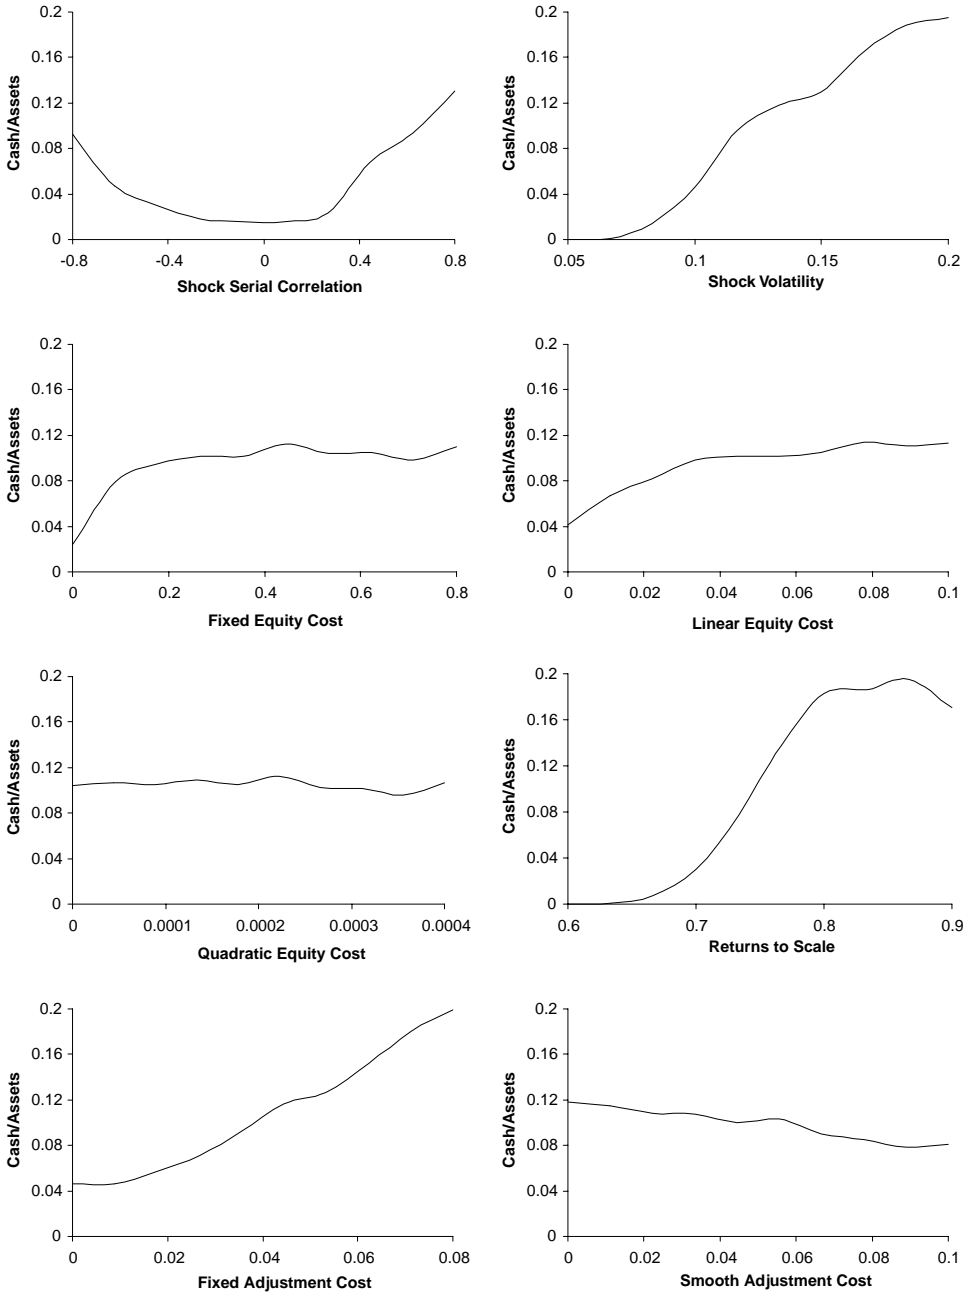 0.2
0.16
0.12
0.08
0.04
0
Cash/Assets
-0.8 -0.4 0 0.4 0.8
Shock Serial Correlation
0.2
0.16
0.12
0.08
0.04
0
Cash/Assets
0.05 0.1 0.15 0.2
Shock Volatility
0.2
0.16
0.12
0.08
0.04
0
Cash/Assets
0 0.2 0.4 0.6 0.8
Fixed Equity Cost
0.2
0.16
0.12
0.08
0.04
0
Cash/Assets
0 0.02 0.04 0.06 0.08 0.1
Linear Equity Cost
0.2
0.16
0.12
0.08
0.04
0
Cash/Assets
0 0.0001 0.0002 0.0003 0.0004
Quadratic Equity Cost
0.2
0.16
0.12
0.08
0.04
0
Cash/Assets
0.6 0.7 0.8 0.9
Returns to Scale
0.2
0.16
0.12
0.08
0.04
0
Cash/Assets
0 0.02 0.04 0.06 0.08
Fixed Adjustment Cost
0.2
0.16
0.12
0.08
0.04
0
Cash/Assets
0 0.02 0.04 0.06 0.08 0.1
Smooth Adjustment Cost